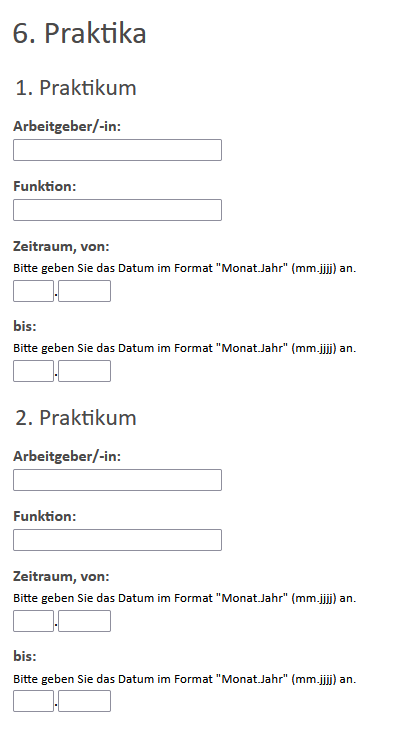 6. Praktika
1. Praktikum
Arbeitgeber/-in:
Funktion:
Zeitraum, von:
Bitte geben Sie das Datum im Format "Monat.Jahr" (mm.jjjj) an.
.
bis:
Bitte geben Sie das Datum im Format "Monat.Jahr" (mm.jjjj) an.
.
2. Praktikum
Arbeitgeber/-in:
Funktion:
Zeitraum, von:
Bitte geben Sie das Datum im Format "Monat.Jahr" (mm.jjjj) an.
.
bis:
Bitte geben Sie das Datum im Format "Monat.Jahr" (mm.jjjj) an.
.